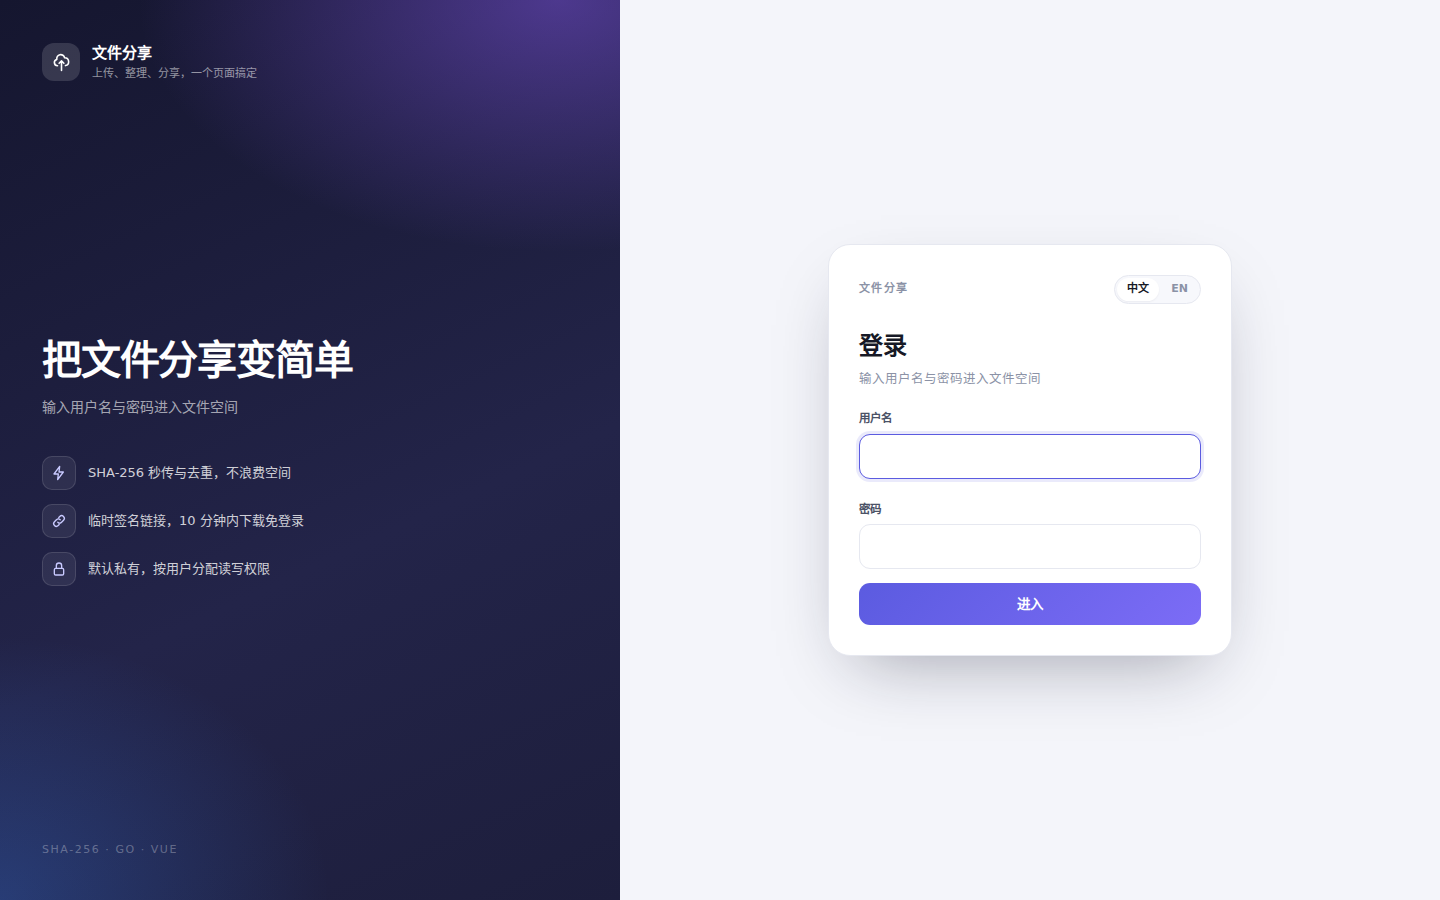 文件分享
上传、整理、分享，一个页面搞定
把文件分享变简单
输入用户名与密码进入文件空间
SHA-256 秒传与去重，不浪费空间
临时签名链接，10 分钟内下载免登录
默认私有，按用户分配读写权限
SHA-256 · GO · VUE
文件分享
中文 EN
登录
输入用户名与密码进入文件空间
用户名
密码
进入